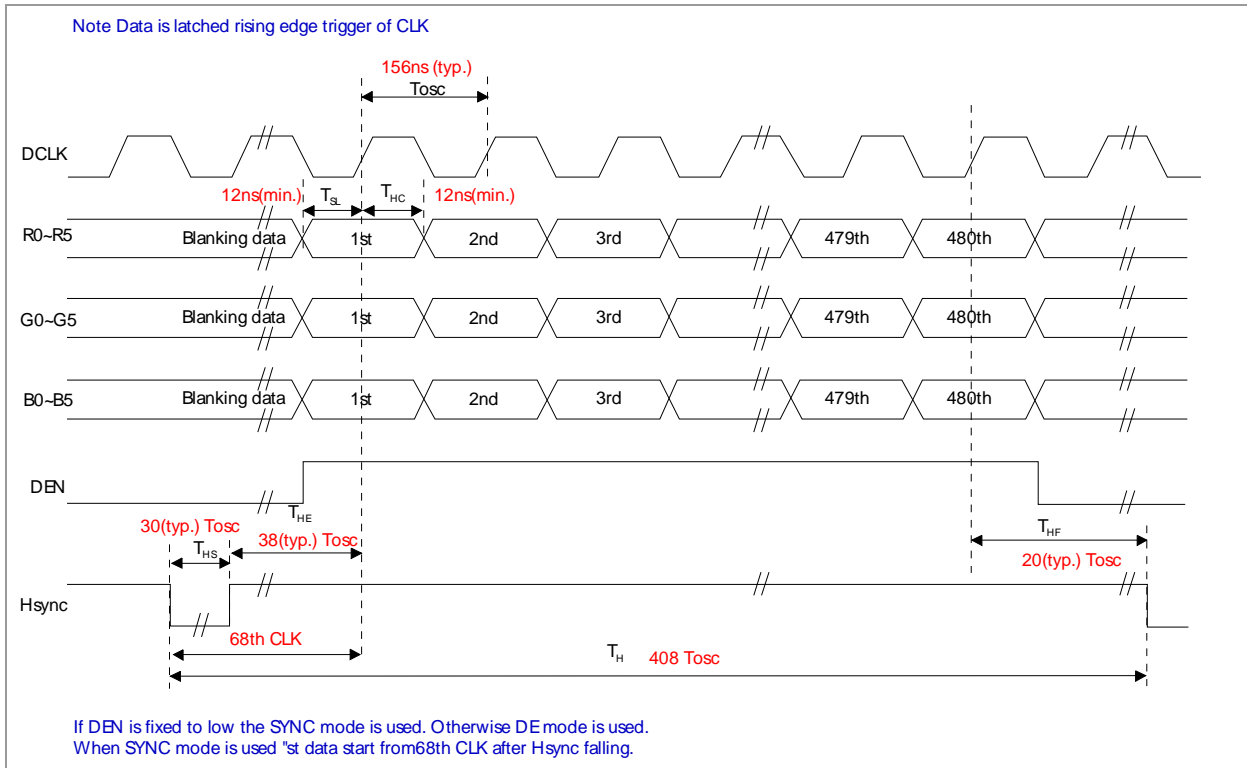 Note Data is latched rising edge trigger of CLK
156ns (typ.)
Tosc
DCLK
12ns(min.) TSL THC 12ns(min.)
R0~R5 Blanking data 1st 2nd 3rd 479th 480th
G0~G5 Blanking data 1st 2nd 3rd 479th 480th
B0~B5 Blanking data 1st 2nd 3rd 479th 480th
DEN
THE
30(typ.) Tosc
38(typ.) Tosc
THS
THF
20(typ.) Tosc
Hsync
68th CLK
TH 408 Tosc
If DEN is fixed to low the SYNC mode is used. Otherwise DE mode is used.
When SYNC mode is used "st data start from68th CLK after Hsync falling.